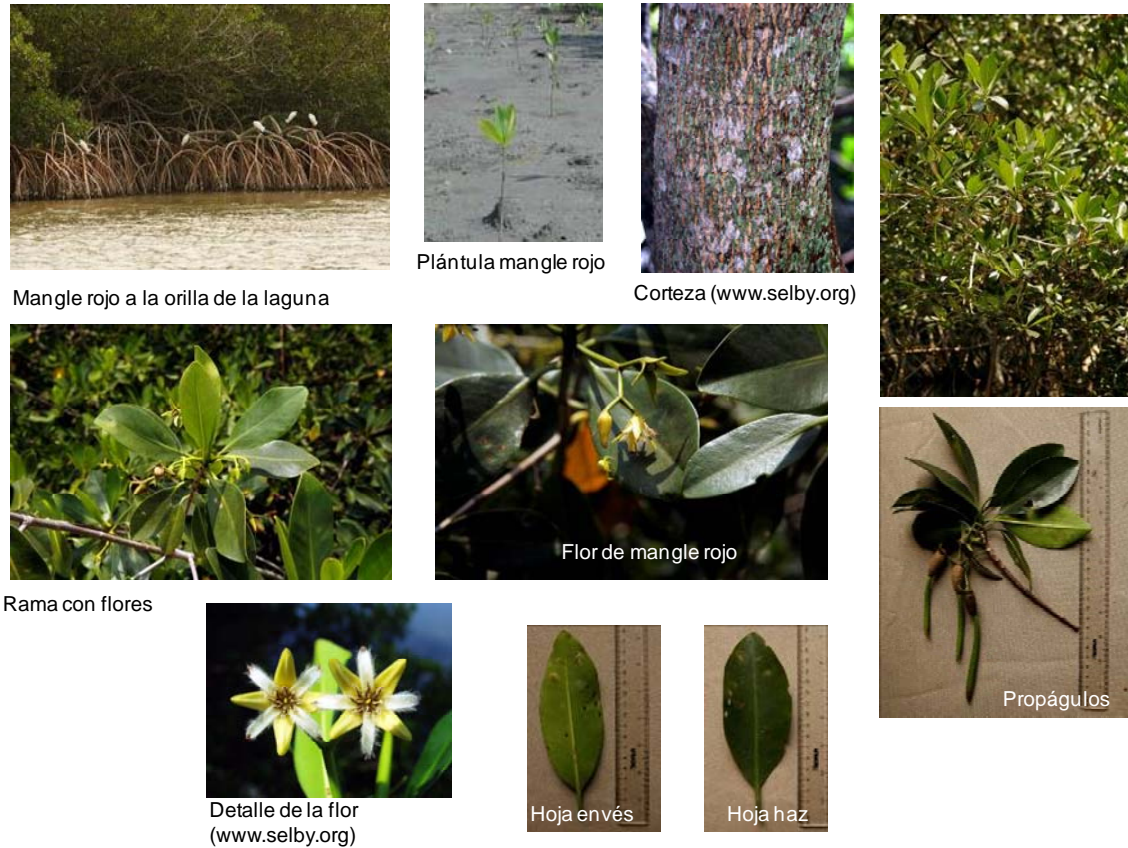 Mangle rojo a la orilla de la laguna
Plántula mangle rojo
Corteza (www.selby.org)
Rama con flores
Flor de mangle rojo
Propágulos
Detalle de la flor
(www.selby.org)
Hoja envés
Hoja haz